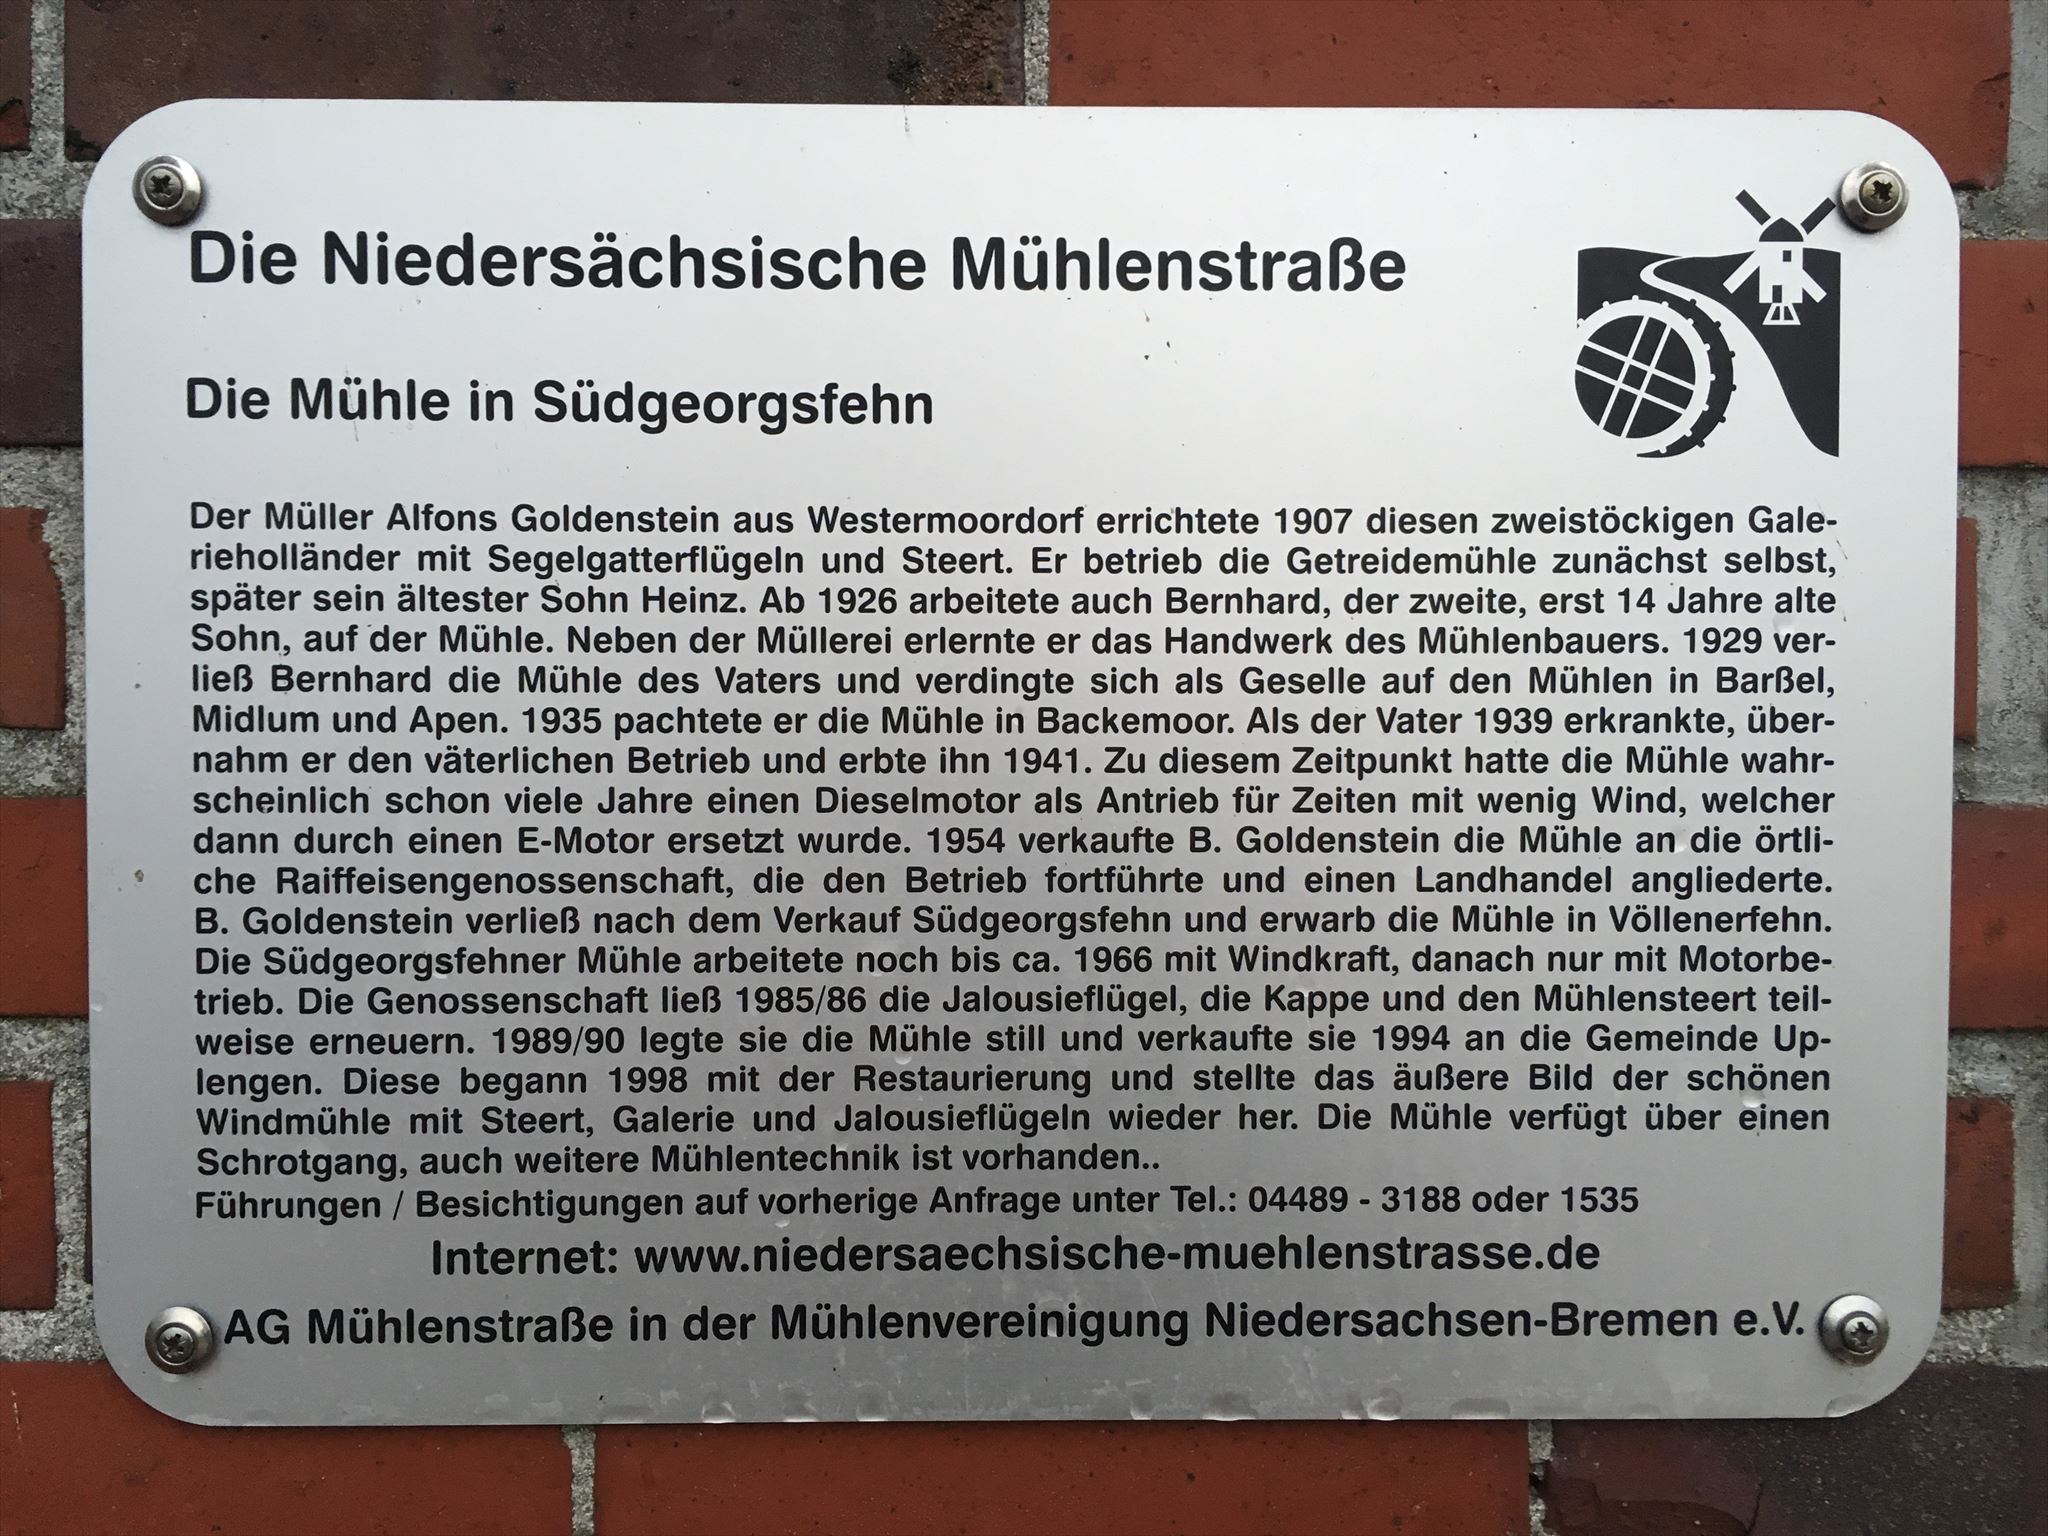 Die Niedersächsische Mühlenstraße
Die Mühle in Südgeorgsfehn
Der Müller Alfons Goldenstein aus Westermoordorf errichtete 1907 diesen zweistöckigen Gale-
rieholländer mit Segelgatterflügeln und Steert. Er betrieb die Getreidemühle zunächst selbst,
später sein ältester Sohn Heinz. Ab 1926 arbeitete auch Bernhard, der zweite, erst 14 Jahre alte
Sohn, auf der Mühle. Neben der Müllerei erlernte er das Handwerk des Mühlenbauers. 1929 ver-
ließ Bernhard die Mühle des Vaters und verdingte sich als Geselle auf den Mühlen in Barßel,
Midlum und Apen. 1935 pachtete er die Mühle in Backemoor. Als der Vater 1939 erkrankte, über-
nahm er den väterlichen Betrieb und erbte ihn 1941. Zu diesem Zeitpunkt hatte die Mühle wahr-
scheinlich schon viele Jahre einen Dieselmotor als Antrieb für Zeiten mit wenig Wind, welcher
dann durch einen E-Motor ersetzt wurde. 1954 verkaufte B. Goldenstein die Mühle an die örtli-
che Raiffeisengenossenschaft, die den Betrieb fortführte und einen Landhandel angliederte.
B. Goldenstein verließ nach dem Verkauf Südgeorgsfehn und erwarb die Mühle in Völlenerfehn.
Die Südgeorgsfehner Mühle arbeitete noch bis ca. 1966 mit Windkraft, danach nur mit Motorbe-
trieb. Die Genossenschaft ließ 1985/86 die Jalousieflügel, die Kappe und den Mühlensteert teil-
weise erneuern. 1989/90 legte sie die Mühle still und verkaufte sie 1994 an die Gemeinde Up-
lengen. Diese begann 1998 mit der Restaurierung und stellte das äußere Bild der schönen
Windmühle mit Steert, Galerie und Jalousieflügeln wieder her. Die Mühle verfügt über einen
Schrotgang, auch weitere Mühlentechnik ist vorhanden..
Führungen / Besichtigungen auf vorherige Anfrage unter Tel.: 04489 - 3188 oder 1535
Internet: www.niedersaechsische-muehlenstrasse.de
AG Mühlenstraße in der Mühlenvereinigung Niedersachsen-Bremen e.V.